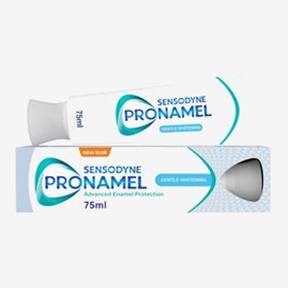 SENSODYNE
PRONAMEL
GENTLE WHITENING
75ml
new look
SENSODYNE
PRONAMEL
Advanced Enamel Protection
GENTLE WHITENING
75ml